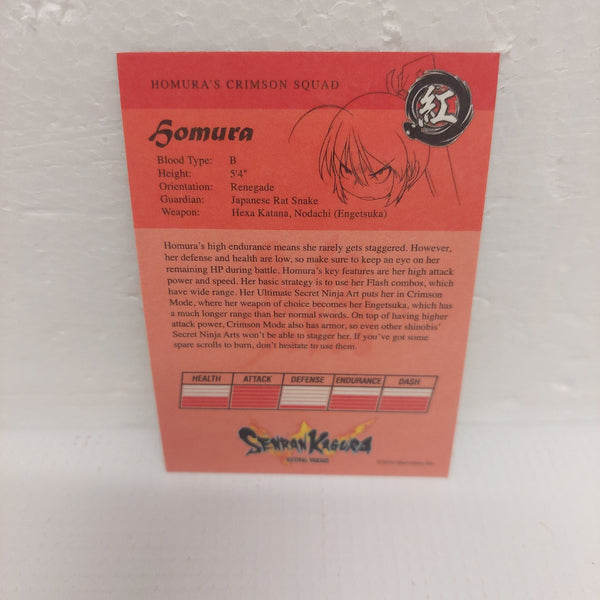 HOMURA'S CRIMSON SQUAD
紅
Homura
Blood Type: B
Height: 5'4"
Orientation: Renegade
Guardian: Japanese Rat Snake
Weapon: Hexa Katana, Nodachi (Engetsuka)
Homura's high endurance means she rarely gets staggered. However,
her defense and health are low, so make sure to keep an eye on her
remaining HP during battle. Homura's key features are her high attack
power and speed. Her basic strategy is to use her Flash combos, which
have wide range. Her Ultimate Secret Ninja Art puts her in Crimson
Mode, where her weapon of choice becomes her Engetsuka, which has
a much longer range than her normal swords. On top of having higher
attack power, Crimson Mode also has armor, so even other shinobis'
Secret Ninja Arts won't be able to stagger her. If you've got some
spare scrolls to burn, don't hesitate to use them.
HEALTH ATTACK DEFENSE ENDURANCE DASH
SENRAN KAGURA
ESTIVAL VERSUS